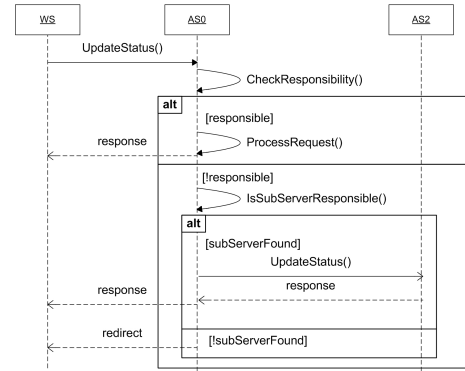 WS
AS0
AS2
UpdateStatus()
CheckResponsibility()
alt
[responsible]
response
ProcessRequest()
[!responsible]
IsSubServerResponsible()
alt
[subServerFound]
UpdateStatus()
response
response
redirect
[!subServerFound]